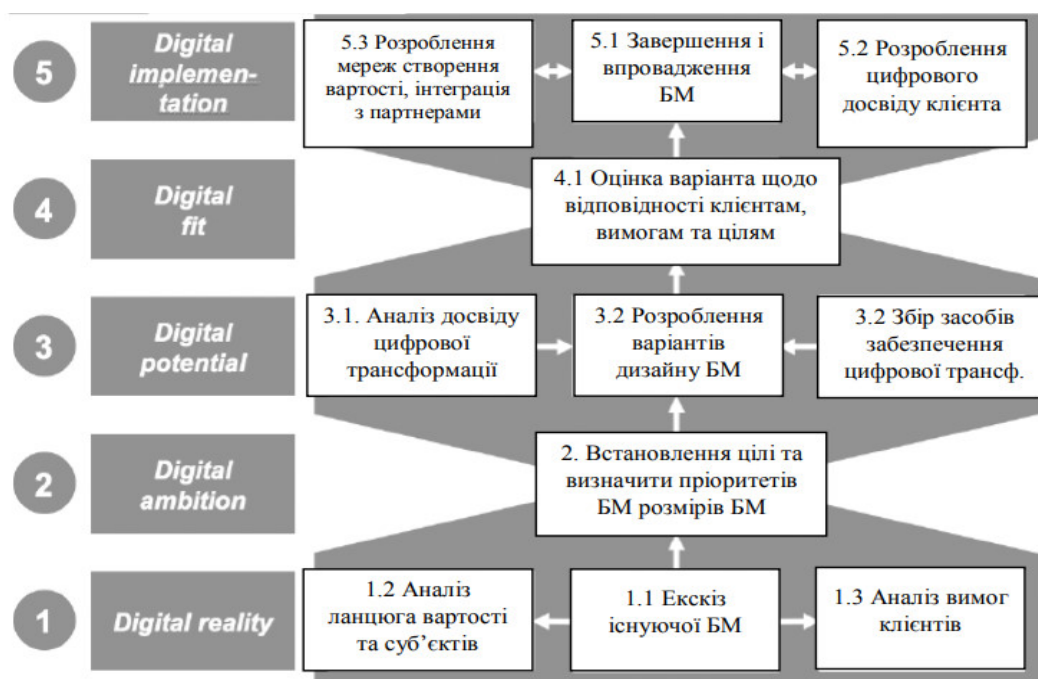 5
Digital
implemen-
tation
5.3 Розроблення
мереж створення
вартості, інтеграція
з партнерами
5.1 Завершення і
впровадження
БМ
5.2 Розроблення
цифрового
досвіду клієнта
4
Digital
fit
4.1 Оцінка варіанта щодо
відповідності клієнтам,
вимогам та цілям
3
Digital
potential
3.1. Аналіз досвіду
цифрової
трансформації
3.2 Розроблення
варіантів
дизайну БМ
3.2 Збір засобів
забезпечення
цифрової трансф.
2
Digital
ambition
2. Встановлення цілі та
визначити пріоритетів
БМ розмірів БМ
1
Digital reality
1.2 Аналіз
ланцюга вартості
та суб’єктів
1.1 Екскіз
існуючої БМ
1.3 Аналіз вимог
клієнтів